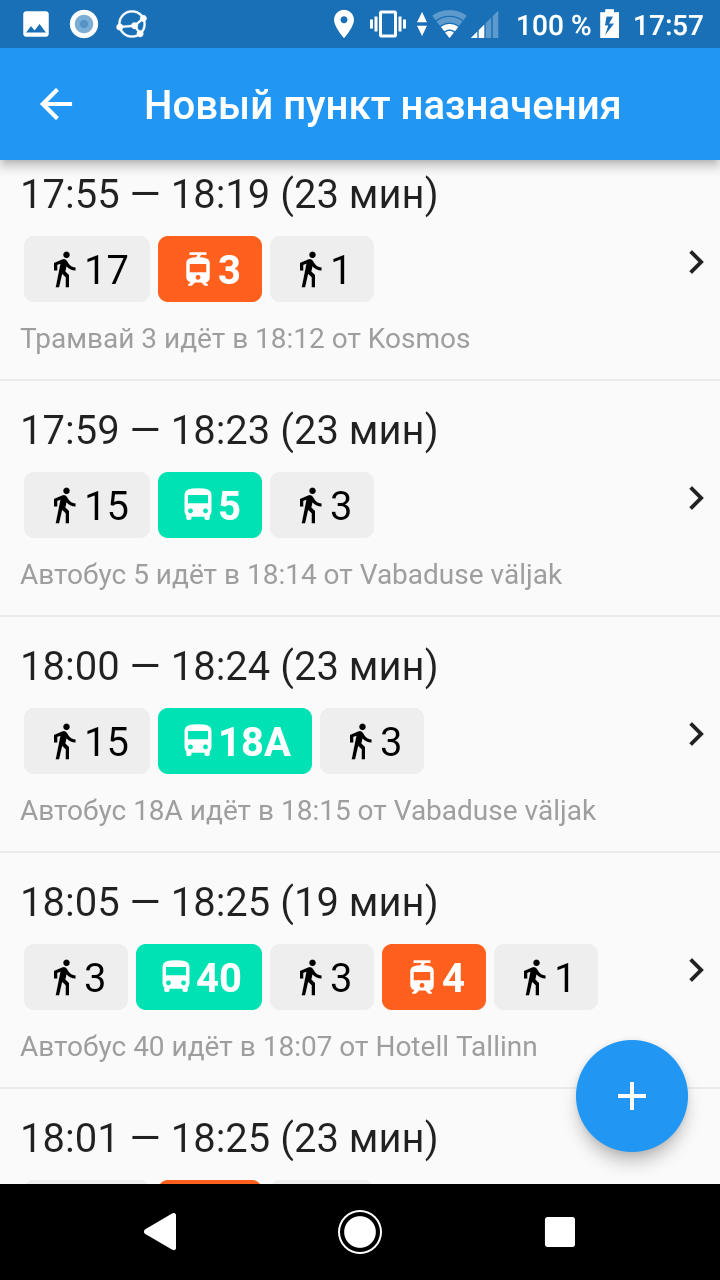 100 % 17:57
Новый пункт назначения
17:55 — 18:19 (23 мин)
17 3 1
Трамвай 3 идёт в 18:12 от Kosmos
17:59 — 18:23 (23 мин)
15 5 3
Автобус 5 идёт в 18:14 от Vabaduse väljak
18:00 — 18:24 (23 мин)
15 18A 3
Автобус 18A идёт в 18:15 от Vabaduse väljak
18:05 — 18:25 (19 мин)
3 40 3 4 1
Автобус 40 идёт в 18:07 от Hotell Tallinn
18:01 — 18:25 (23 мин)